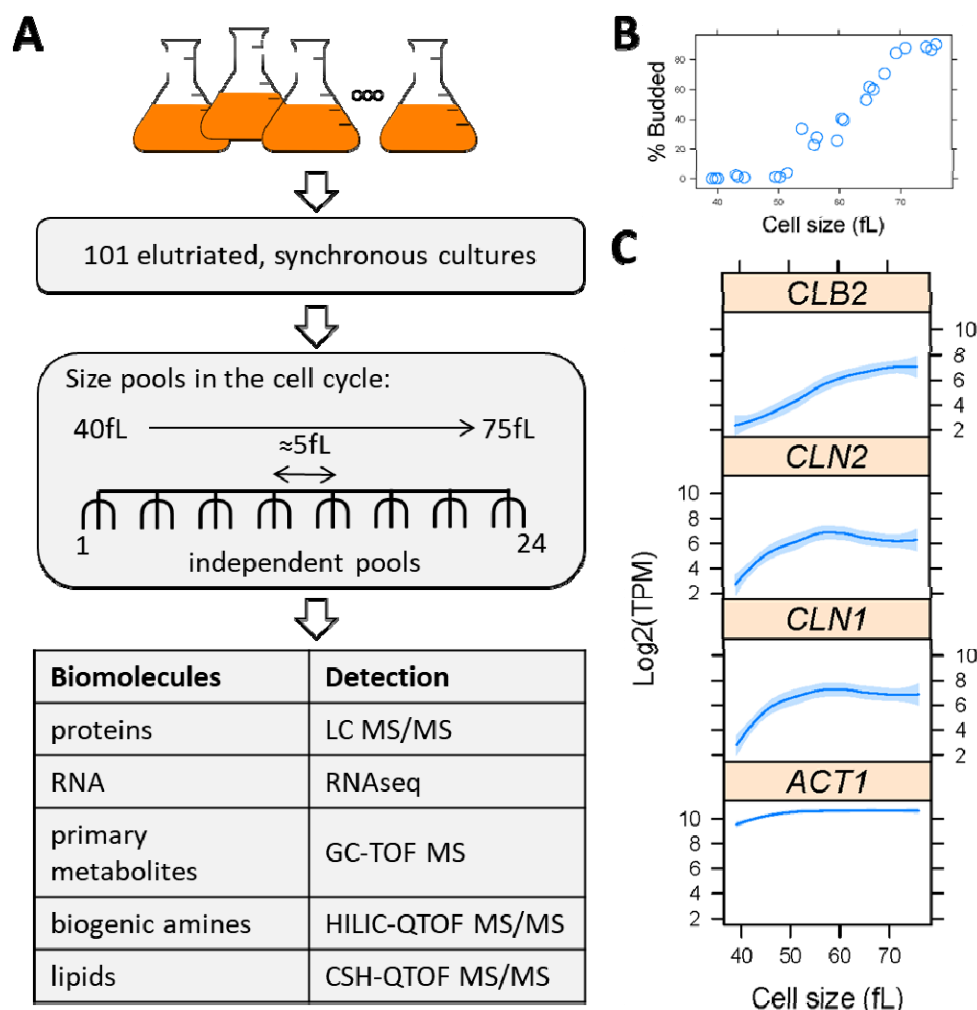 A
101 elutriated, synchronous cultures
Size pools in the cell cycle:
40fL
75fL
≈5fL
1
24
independent pools
Biomolecules Detection
proteins LC MS/MS
RNA RNAseq
primary
metabolites
GC-TOF MS
biogenic amines HILIC-QTOF MS/MS
lipids CSH-QTOF MS/MS
B
% Budded
80
60
40
20
0
40 50 60 70
Cell size (fL)
C
Log2(TPM)
CLB2
10
8
6
4
2
CLN2
10
8
6
4
2
CLN1
10
8
6
4
2
ACT1
10
8
6
4
2
40 50 60 70
Cell size (fL)